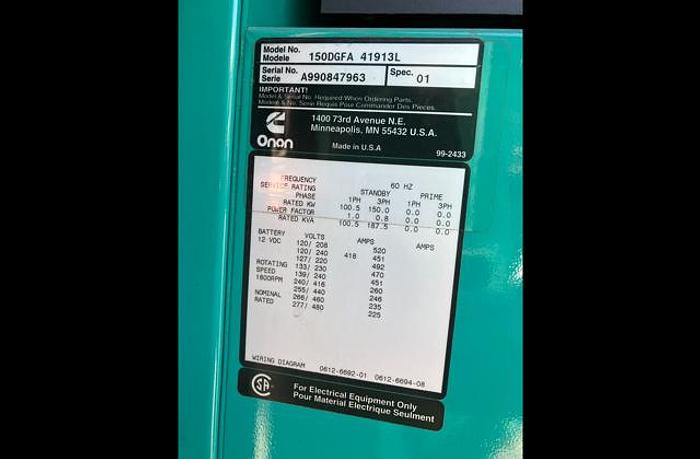 Model No.
Modele 150DGFA 41913L
Serial No.
Serie A990847963 Spec. 01
IMPORTANT!
Model & Serial No. Required When Ordering Parts.
Modele & No. Serie Requis Pour Commander Des Pieces.
Onan
1400 73rd Avenue N.E.
Minneapolis, MN 55432 U.S.A.
Made in U.S.A
99-2433
FREQUENCY 60 HZ
SERVICE RATING STANDBY PRIME
PHASE 1PH 3PH 1PH 3PH
RATED KW 100.5 150.0 0.0 0.0
POWER FACTOR 1.0 0.8 0.0 0.0
RATED KVA 100.5 187.5 0.0 0.0
BATTERY VOLTS AMPS AMPS
12 VDC 120/ 208 520
120/ 240 418 451
127/ 220 492
ROTATING 133/ 230 470
SPEED 139/ 240 451
1800RPM 240/ 416 260
255/ 440 246
NOMINAL 266/ 460 235
RATED 277/ 480 225
WIRING DIAGRAM 0612-6692-01 0612-6694-08
For Electrical Equipment Only
Pour Material Electrique Seulment